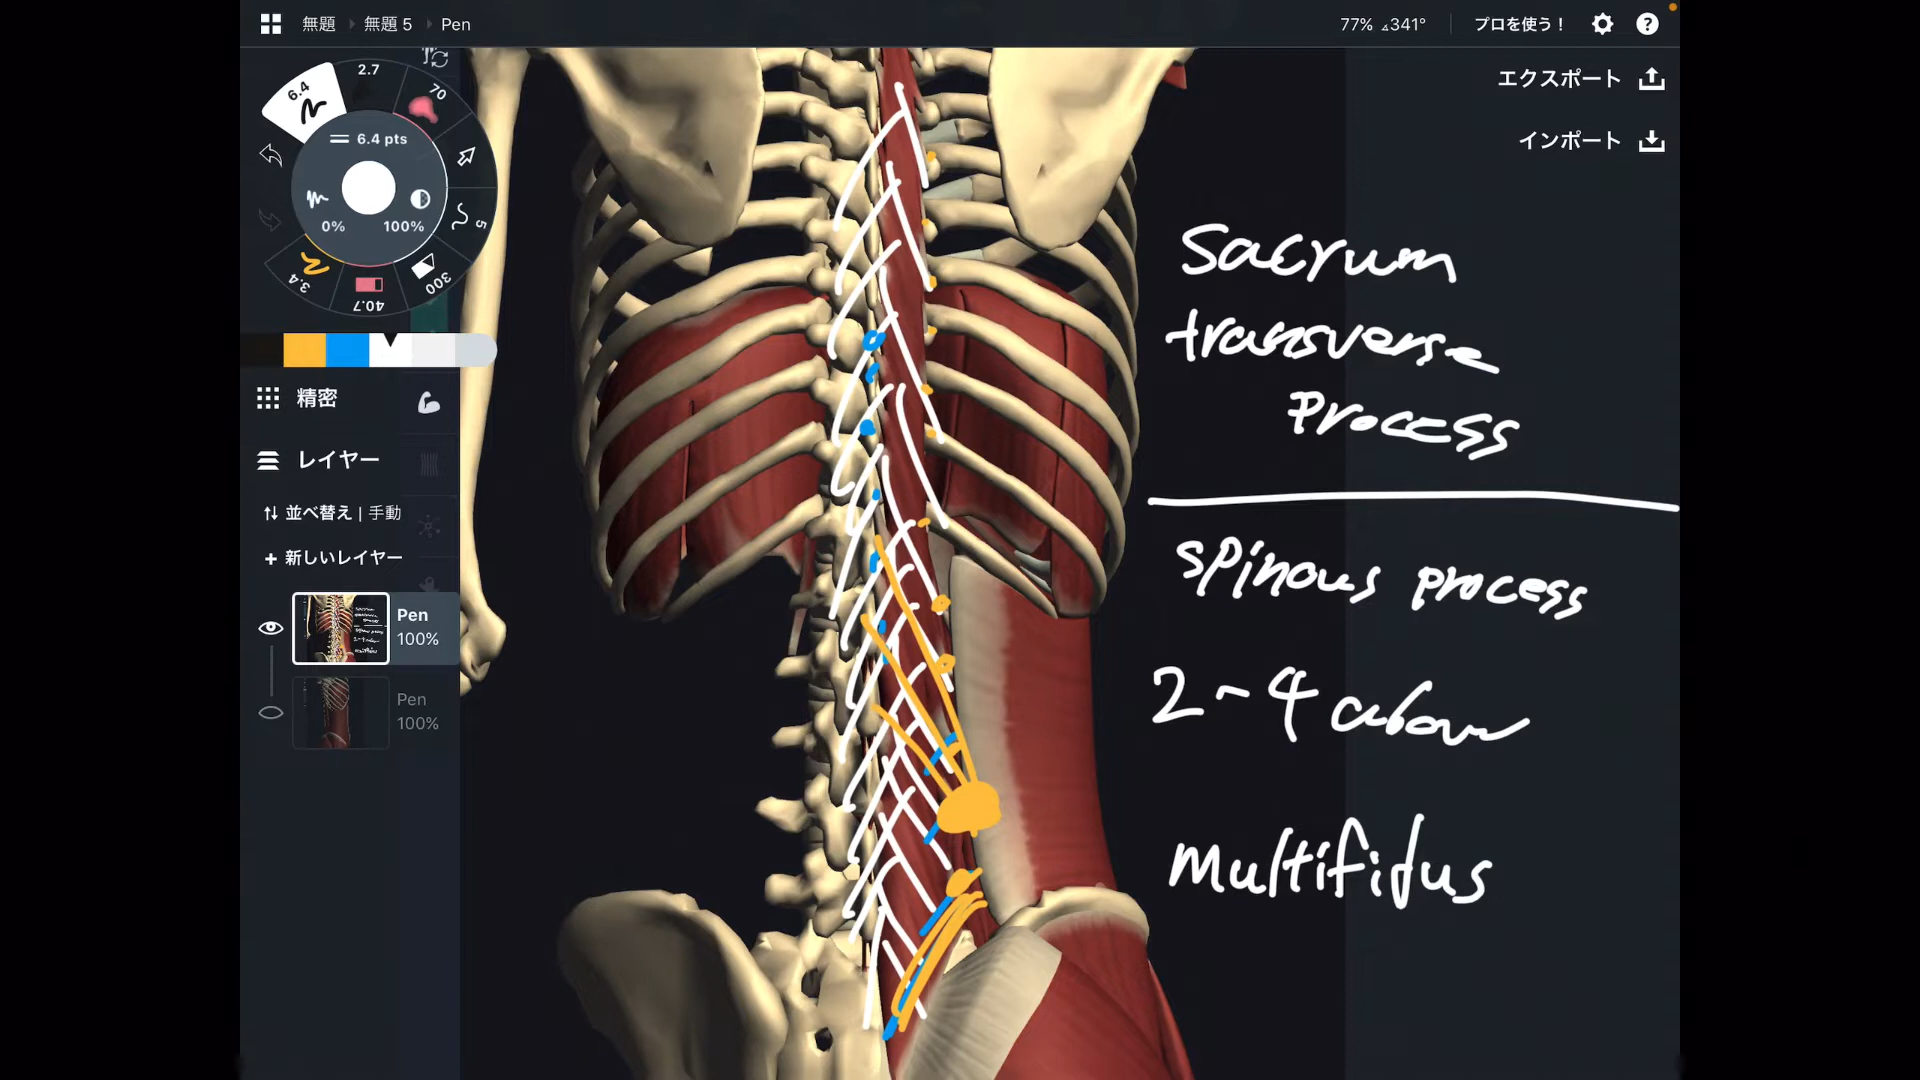 無題 › 無題 5 › Pen
77% ⊿341°
プロを使う！
?
エクスポート
インポート
2.7
70
6.4
6.4 pts
0%
100%
5
300
40.7
3.4
精密
レイヤー
並べ替え | 手動
+ 新しいレイヤー
Pen
100%
Pen
100%
Sacrum
transverse
process
spinous process
2~4 above
multifidus